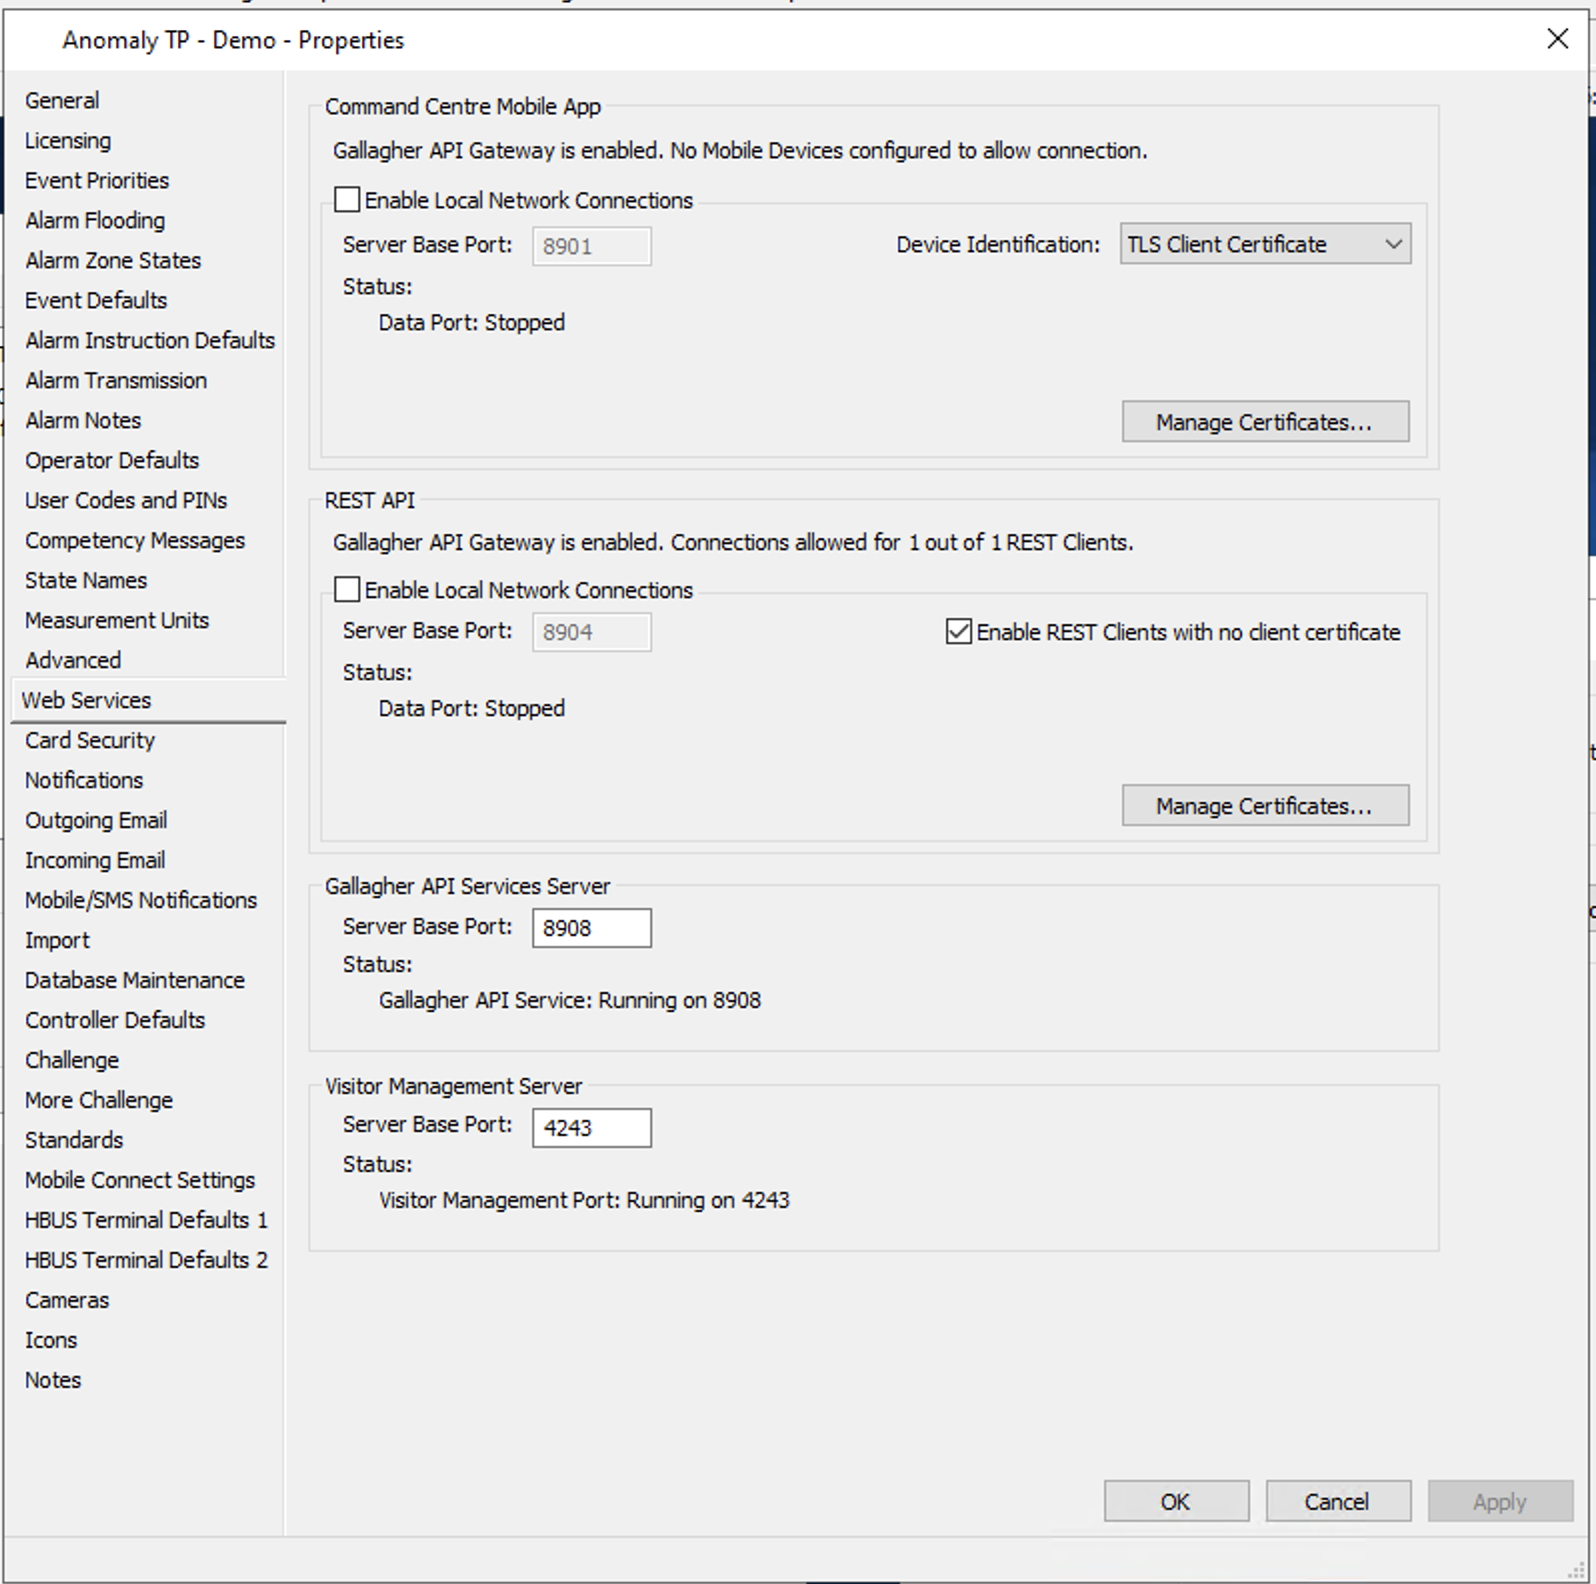 Anomaly TP - Demo - Properties
General
Licensing
Event Priorities
Alarm Flooding
Alarm Zone States
Event Defaults
Alarm Instruction Defaults
Alarm Transmission
Alarm Notes
Operator Defaults
User Codes and PINs
Competency Messages
State Names
Measurement Units
Advanced
Web Services
Card Security
Notifications
Outgoing Email
Incoming Email
Mobile/SMS Notifications
Import
Database Maintenance
Controller Defaults
Challenge
More Challenge
Standards
Mobile Connect Settings
HBUS Terminal Defaults 1
HBUS Terminal Defaults 2
Cameras
Icons
Notes
Command Centre Mobile App
Gallagher API Gateway is enabled. No Mobile Devices configured to allow connection.
Enable Local Network Connections
Server Base Port: 8901 Device Identification: TLS Client Certificate
Status:
Data Port: Stopped
Manage Certificates...
REST API
Gallagher API Gateway is enabled. Connections allowed for 1 out of 1 REST Clients.
Enable Local Network Connections
Server Base Port: 8904 Enable REST Clients with no client certificate
Status:
Data Port: Stopped
Manage Certificates...
Gallagher API Services Server
Server Base Port: 8908
Status:
Gallagher API Service: Running on 8908
Visitor Management Server
Server Base Port: 4243
Status:
Visitor Management Port: Running on 4243
OK Cancel Apply